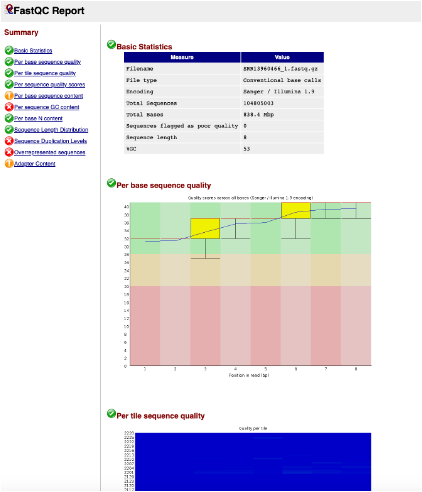 FastQC Report
Summary
Basic Statistics
Per base sequence quality
Per tile sequence quality
Per sequence quality scores
Per base sequence content
Per sequence GC content
Per base N content
Sequence Length Distribution
Sequence Duplication Levels
Overrepresented sequences
Adapter Content
Basic Statistics
Measure Value
Filename SRR13960466_1.fastq.gz
File type Conventional base calls
Encoding Sanger / Illumina 1.9
Total Sequences 104805003
Total Bases 838.4 Mbp
Sequences flagged as poor quality 0
Sequence length 8
%GC 53
Per base sequence quality
Quality scores across all bases (Sanger / Illumina 1.9 encoding)
40
38
36
34
32
30
28
26
24
22
20
18
16
14
12
10
8
6
4
2
0
1 2 3 4 5 6 7 8
Position in read (bp)
Per tile sequence quality
Quality per tile